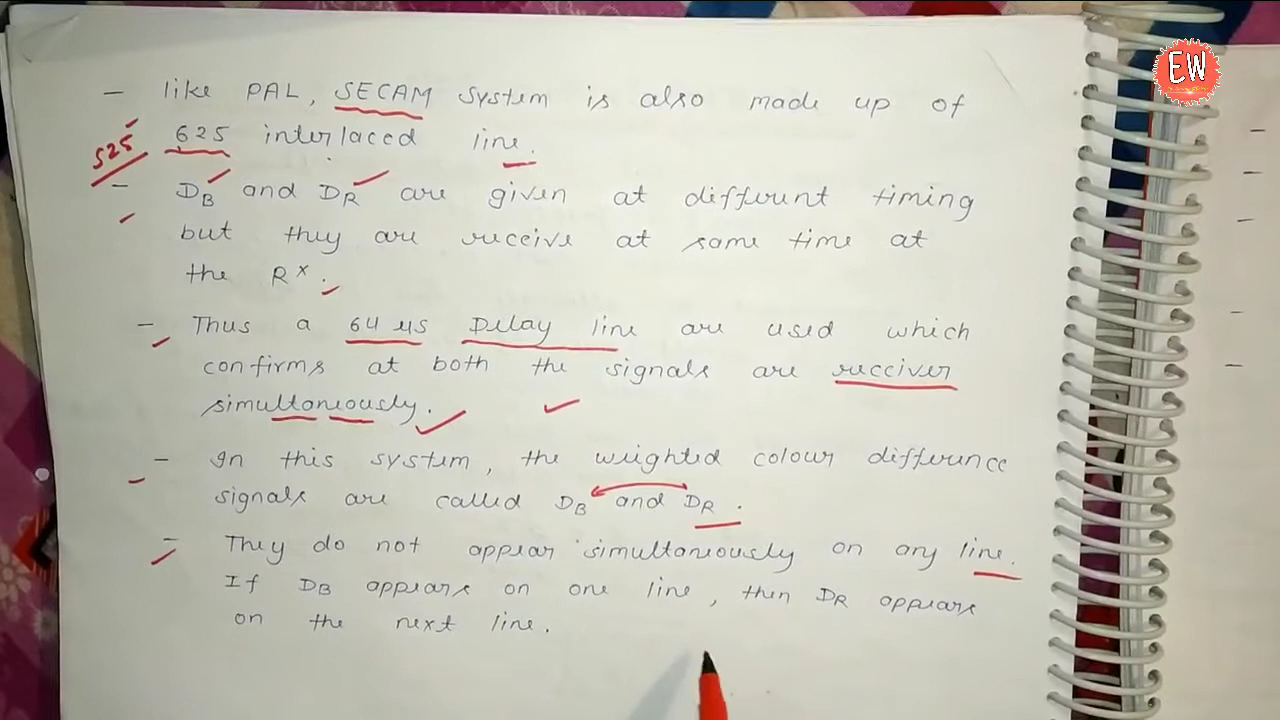 EW
- like PAL, SECAM system is also made up of
525 625 interlaced line.
- DB and DR are given at different timing
but they are receive at same time at
the Rx.
- Thus a 64 us Delay line are used which
confirms at both the signals are receiver
simultaneously.
- In this system, the weighted colour difference
signals are called DB and DR.
- They do not appear simultaneously on any line.
If DB appears on one line, then DR appears
on the next line.